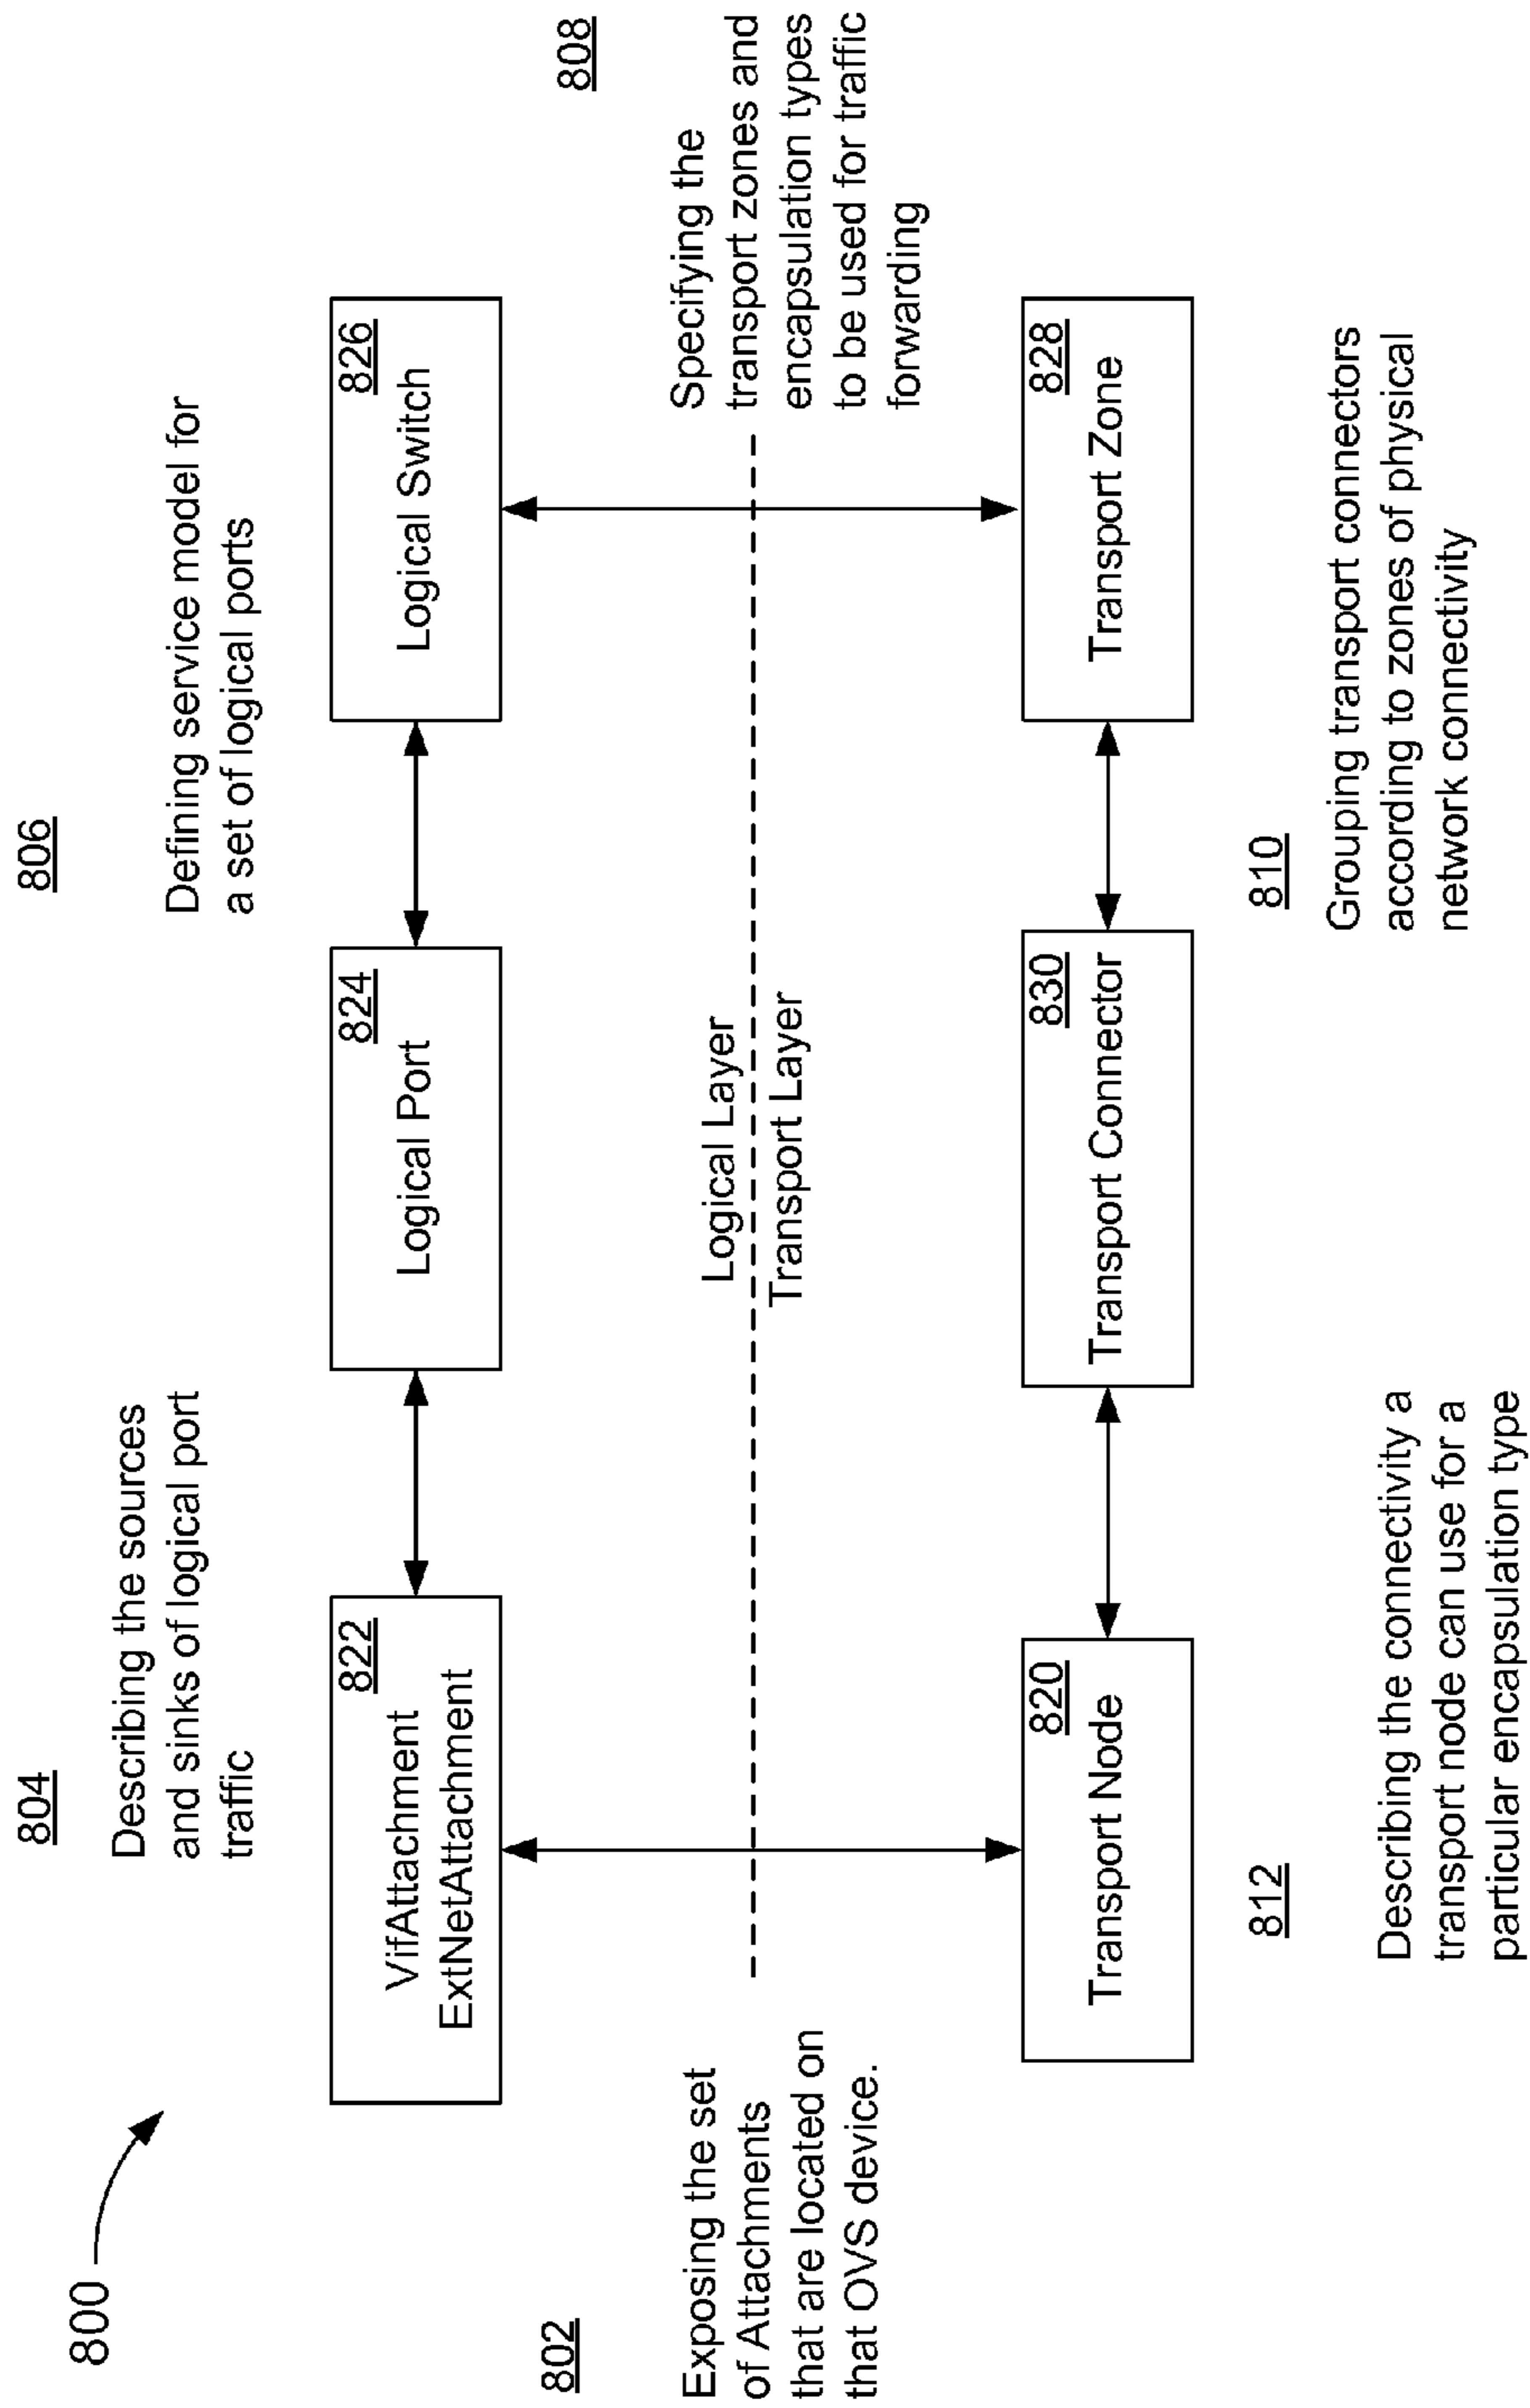 800
804
Describing the sources
and sinks of logical port
traffic
806
Defining service model for
a set of logical ports
822
VifAttachment
ExtNetAttachment
824
Logical Port
826
Logical Switch
802
Exposing the set
of Attachments
that are located on
that OVS device.
Logical Layer
Transport Layer
808
Specifying the
transport zones and
encapsulation types
to be used for traffic
forwarding
820
Transport Node
830
Transport Connector
828
Transport Zone
812
Describing the connectivity a
transport node can use for a
particular encapsulation type
810
Grouping transport connectors
according to zones of physical
network connectivity